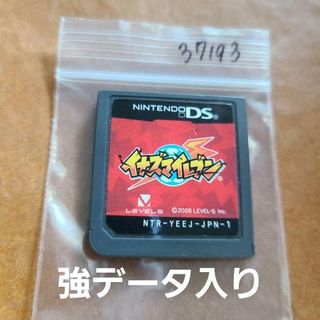 37193
NINTENDO DS
イナズマイレブン
LEVEL5
©2008 LEVEL-5 Inc.
NTR-YEEJ-JPN-1
強データ入り